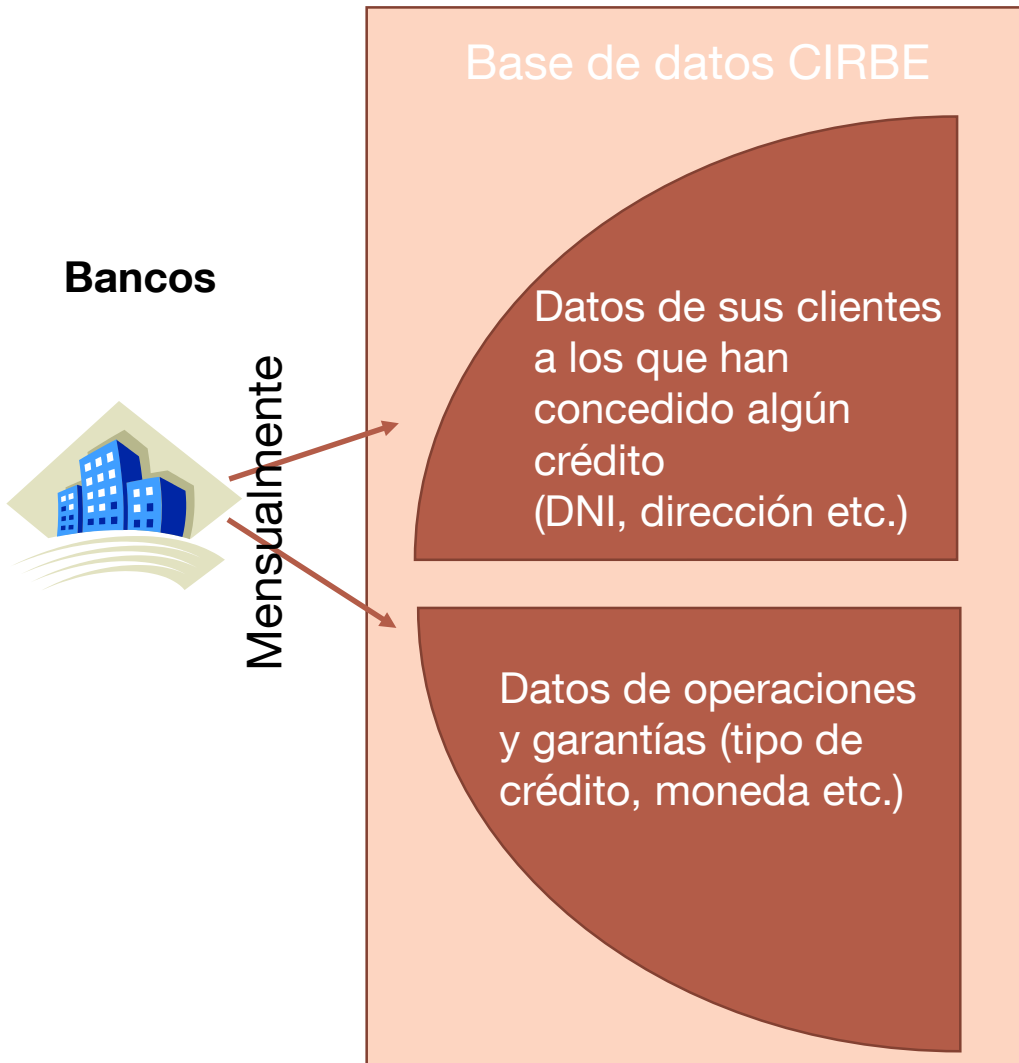 Base de datos CIRBE
Bancos
Mensualmente
Datos de sus clientes
a los que han
concedido algún
crédito
(DNI, dirección etc.)
Datos de operaciones
y garantías (tipo de
crédito, moneda etc.)